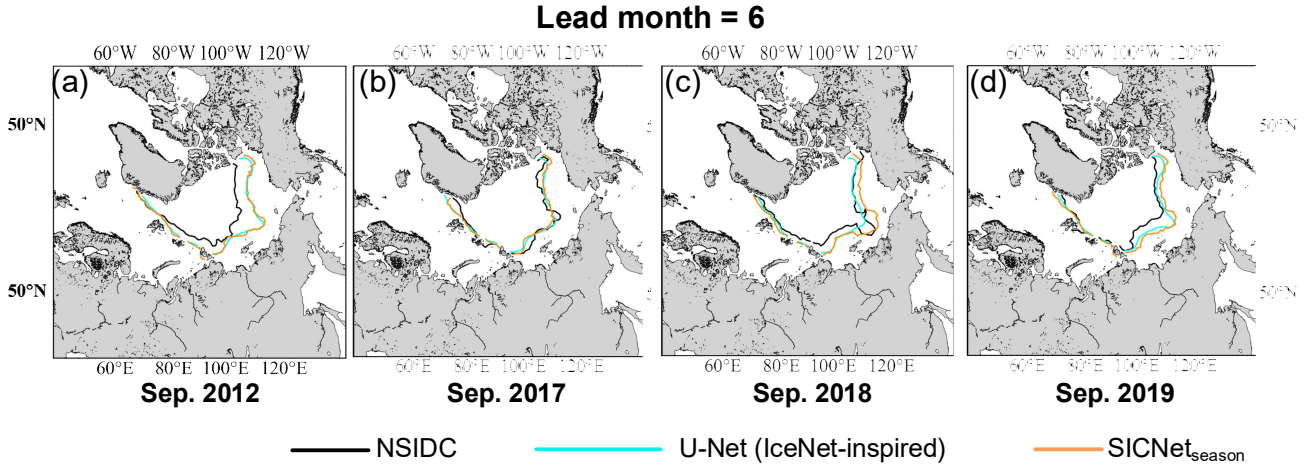 Lead month = 6
60°W 80°W 100°W 120°W 60°W 80°W 100°W 120°W 60°W 80°W 100°W 120°W 60°W 80°W 100°W 120°W
(a) (b) (c) (d)
50°N 50°N
50°N 50°N
60°E 80°E 100°E 120°E 60°E 80°E 100°E 120°E 60°E 80°E 100°E 120°E 60°E 80°E 100°E 120°E
Sep. 2012 Sep. 2017 Sep. 2018 Sep. 2019
NSIDC U-Net (IceNet-inspired) SICNetseason